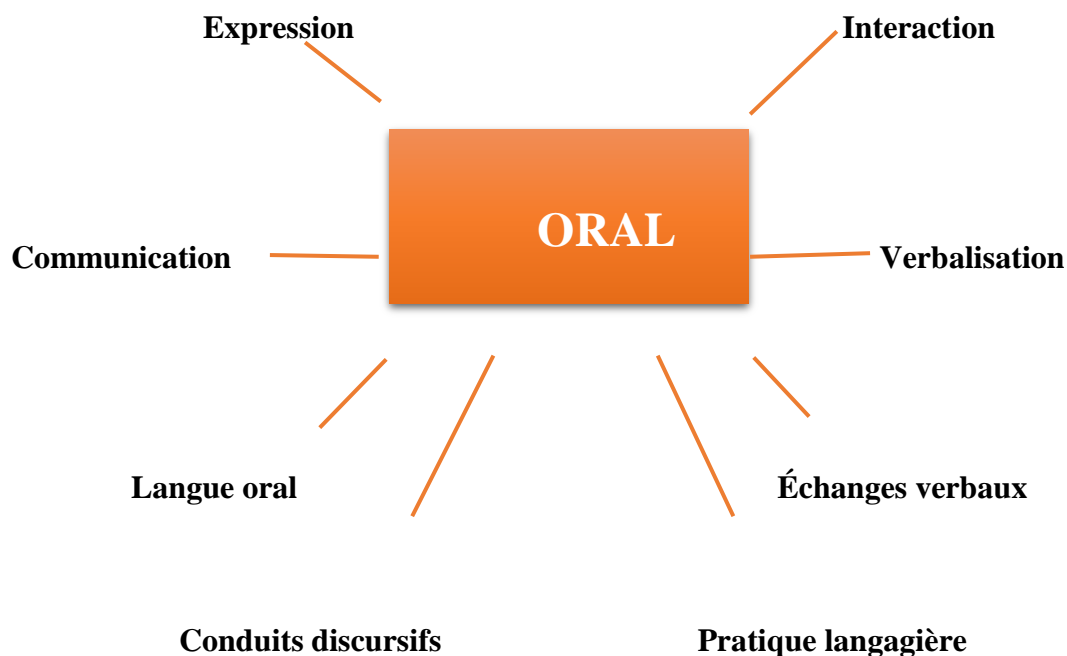 Expression
Interaction
ORAL
Communication
Verbalisation
Langue oral
Échanges verbaux
Conduits discursifs
Pratique langagière